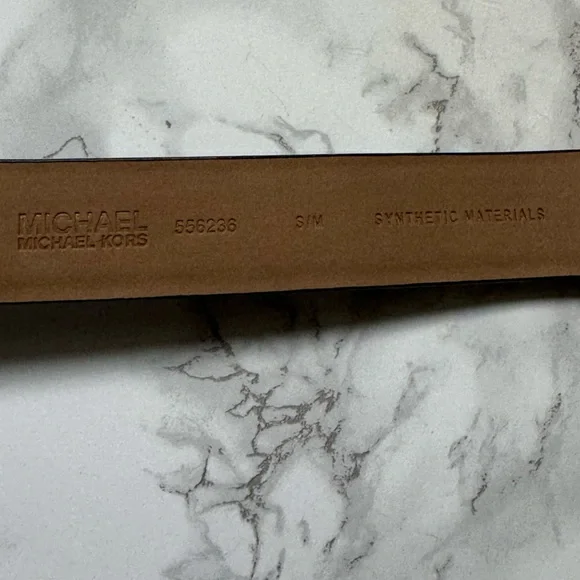 MICHAEL
MICHAEL KORS
556236
S/M
SYNTHETIC MATERIALS